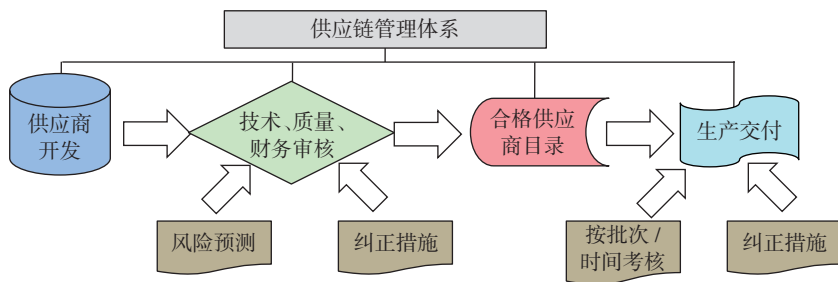 供应链管理体系
供应商
开发
技术、质量、
财务审核
合格供应
商目录
生产交付
风险预测
纠正措施
按批次/
时间考核
纠正措施